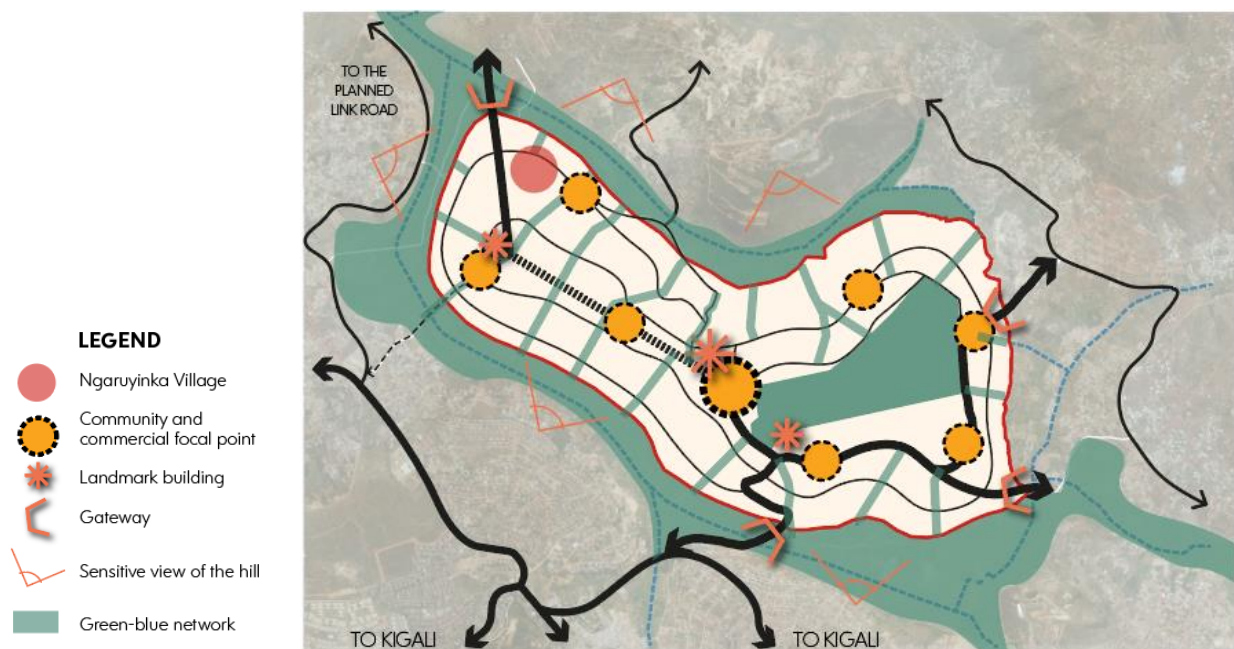 TO THE
PLANNED
LINK ROAD
LEGEND
Ngaruyinka Village
Community and
commercial focal point
Landmark building
Gateway
Sensitive view of the hill
Green-blue network
TO KIGALI
TO KIGALI